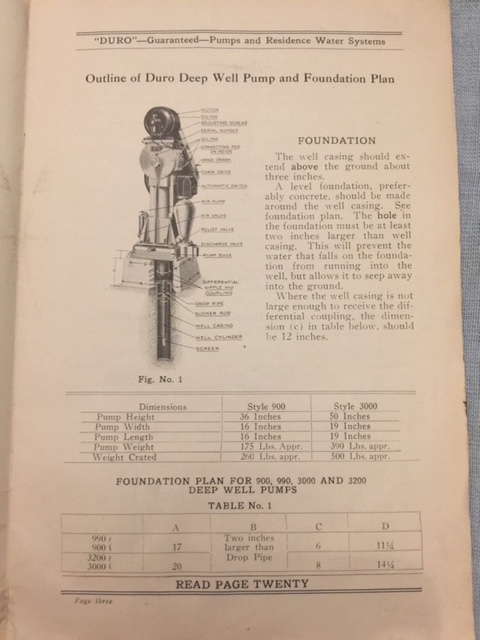 "DURO"—Guaranteed—Pumps and Residence Water Systems
Outline of Duro Deep Well Pump and Foundation Plan
MOTOR
OILING
ADJUSTING SCREWS
SERIAL NUMBER
OILING
CONNECTING ROD
HAND CRANK
CHAIN DRIVE
AUTOMATIC SWITCH
AIR PUMP
AIR VALVE
RELIEF VALVE
DISCHARGE VALVE
PUMP BASE
DIFFERENTIAL
NIPPLE AND
COUPLING
DROP PIPE
SUCKER ROD
WELL CASING
WELL CYLINDER
SCREEN
Fig. No. 1
FOUNDATION
The well casing should ex-
tend above the ground about
three inches.
A level foundation, prefer-
ably concrete, should be made
around the well casing. See
foundation plan. The hole in
the foundation must be at least
two inches larger than well
casing. This will prevent the
water that falls on the founda-
tion from running into the
well, but allows it to seep away
into the ground.
Where the well casing is not
large enough to receive the dif-
ferential coupling, the dimen-
sion (c) in table below, should
be 12 inches.
Dimensions Style 900 Style 3000
Pump Height 36 Inches 50 Inches
Pump Width 16 Inches 19 Inches
Pump Length 16 Inches 19 Inches
Pump Weight 175 Lbs. Appr. 390 Lbs. appr.
Weight Crated 260 Lbs. appr. 500 Lbs. appr.
FOUNDATION PLAN FOR 900, 990, 3000 AND 3200
DEEP WELL PUMPS
TABLE No. 1
A B C D
990 Two inches
900 17 larger than 6 11¼
3200 Drop Pipe
3000 20 8 14¼
READ PAGE TWENTY
Page three